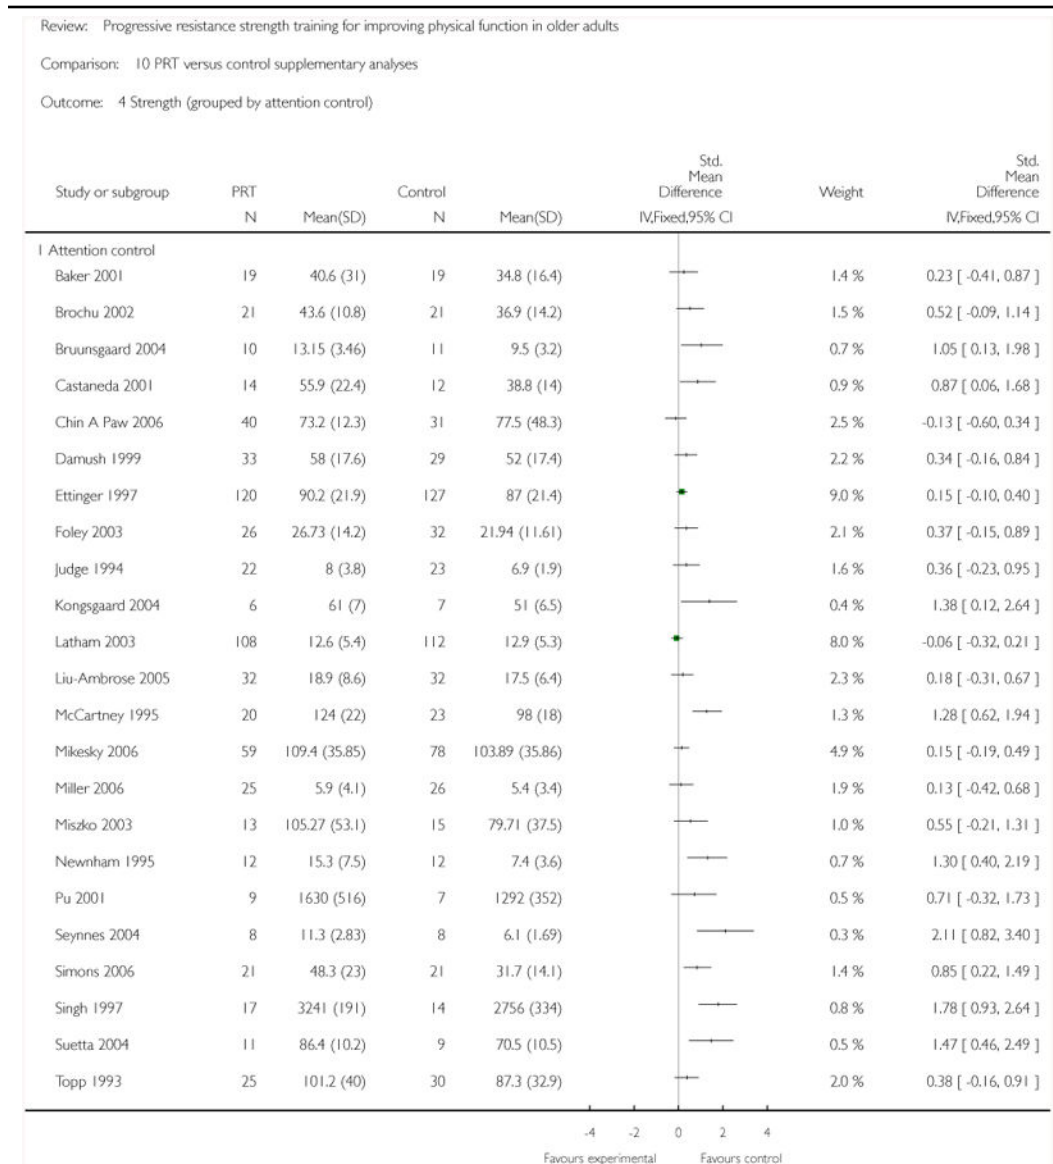 Review: Progressive resistance strength training for improving physical function in older adults
Comparison: 10 PRT versus control supplementary analyses
Outcome: 4 Strength (grouped by attention control)
Std. Mean Difference Std. Mean Difference
Study or subgroup PRT Control Weight
N Mean(SD) N Mean(SD) IV,Fixed,95% CI IV,Fixed,95% CI
1 Attention control
Baker 2001 19 40.6 (31) 19 34.8 (16.4) 1.4 % 0.23 [ -0.41, 0.87 ]
Brochu 2002 21 43.6 (10.8) 21 36.9 (14.2) 1.5 % 0.52 [ -0.09, 1.14 ]
Bruunsgaard 2004 10 13.15 (3.46) 11 9.5 (3.2) 0.7 % 1.05 [ 0.13, 1.98 ]
Castaneda 2001 14 55.9 (22.4) 12 38.8 (14) 0.9 % 0.87 [ 0.06, 1.68 ]
Chin A Paw 2006 40 73.2 (12.3) 31 77.5 (48.3) 2.5 % -0.13 [ -0.60, 0.34 ]
Damush 1999 33 58 (17.6) 29 52 (17.4) 2.2 % 0.34 [ -0.16, 0.84 ]
Ettinger 1997 120 90.2 (21.9) 127 87 (21.4) 9.0 % 0.15 [ -0.10, 0.40 ]
Foley 2003 26 26.73 (14.2) 32 21.94 (11.61) 2.1 % 0.37 [ -0.15, 0.89 ]
Judge 1994 22 8 (3.8) 23 6.9 (1.9) 1.6 % 0.36 [ -0.23, 0.95 ]
Kongsgaard 2004 6 61 (7) 7 51 (6.5) 0.4 % 1.38 [ 0.12, 2.64 ]
Latham 2003 108 12.6 (5.4) 112 12.9 (5.3) 8.0 % -0.06 [ -0.32, 0.21 ]
Liu-Ambrose 2005 32 18.9 (8.6) 32 17.5 (6.4) 2.3 % 0.18 [ -0.31, 0.67 ]
McCartney 1995 20 124 (22) 23 98 (18) 1.3 % 1.28 [ 0.62, 1.94 ]
Mikesky 2006 59 109.4 (35.85) 78 103.89 (35.86) 4.9 % 0.15 [ -0.19, 0.49 ]
Miller 2006 25 5.9 (4.1) 26 5.4 (3.4) 1.9 % 0.13 [ -0.42, 0.68 ]
Miszko 2003 13 105.27 (53.1) 15 79.71 (37.5) 1.0 % 0.55 [ -0.21, 1.31 ]
Newnham 1995 12 15.3 (7.5) 12 7.4 (3.6) 0.7 % 1.30 [ 0.40, 2.19 ]
Pu 2001 9 1630 (516) 7 1292 (352) 0.5 % 0.71 [ -0.32, 1.73 ]
Seynnes 2004 8 11.3 (2.83) 8 6.1 (1.69) 0.3 % 2.11 [ 0.82, 3.40 ]
Simons 2006 21 48.3 (23) 21 31.7 (14.1) 1.4 % 0.85 [ 0.22, 1.49 ]
Singh 1997 17 3241 (191) 14 2756 (334) 0.8 % 1.78 [ 0.93, 2.64 ]
Suetta 2004 11 86.4 (10.2) 9 70.5 (10.5) 0.5 % 1.47 [ 0.46, 2.49 ]
Topp 1993 25 101.2 (40) 30 87.3 (32.9) 2.0 % 0.38 [ -0.16, 0.91 ]
-4 -2 0 2 4
Favours experimental Favours control